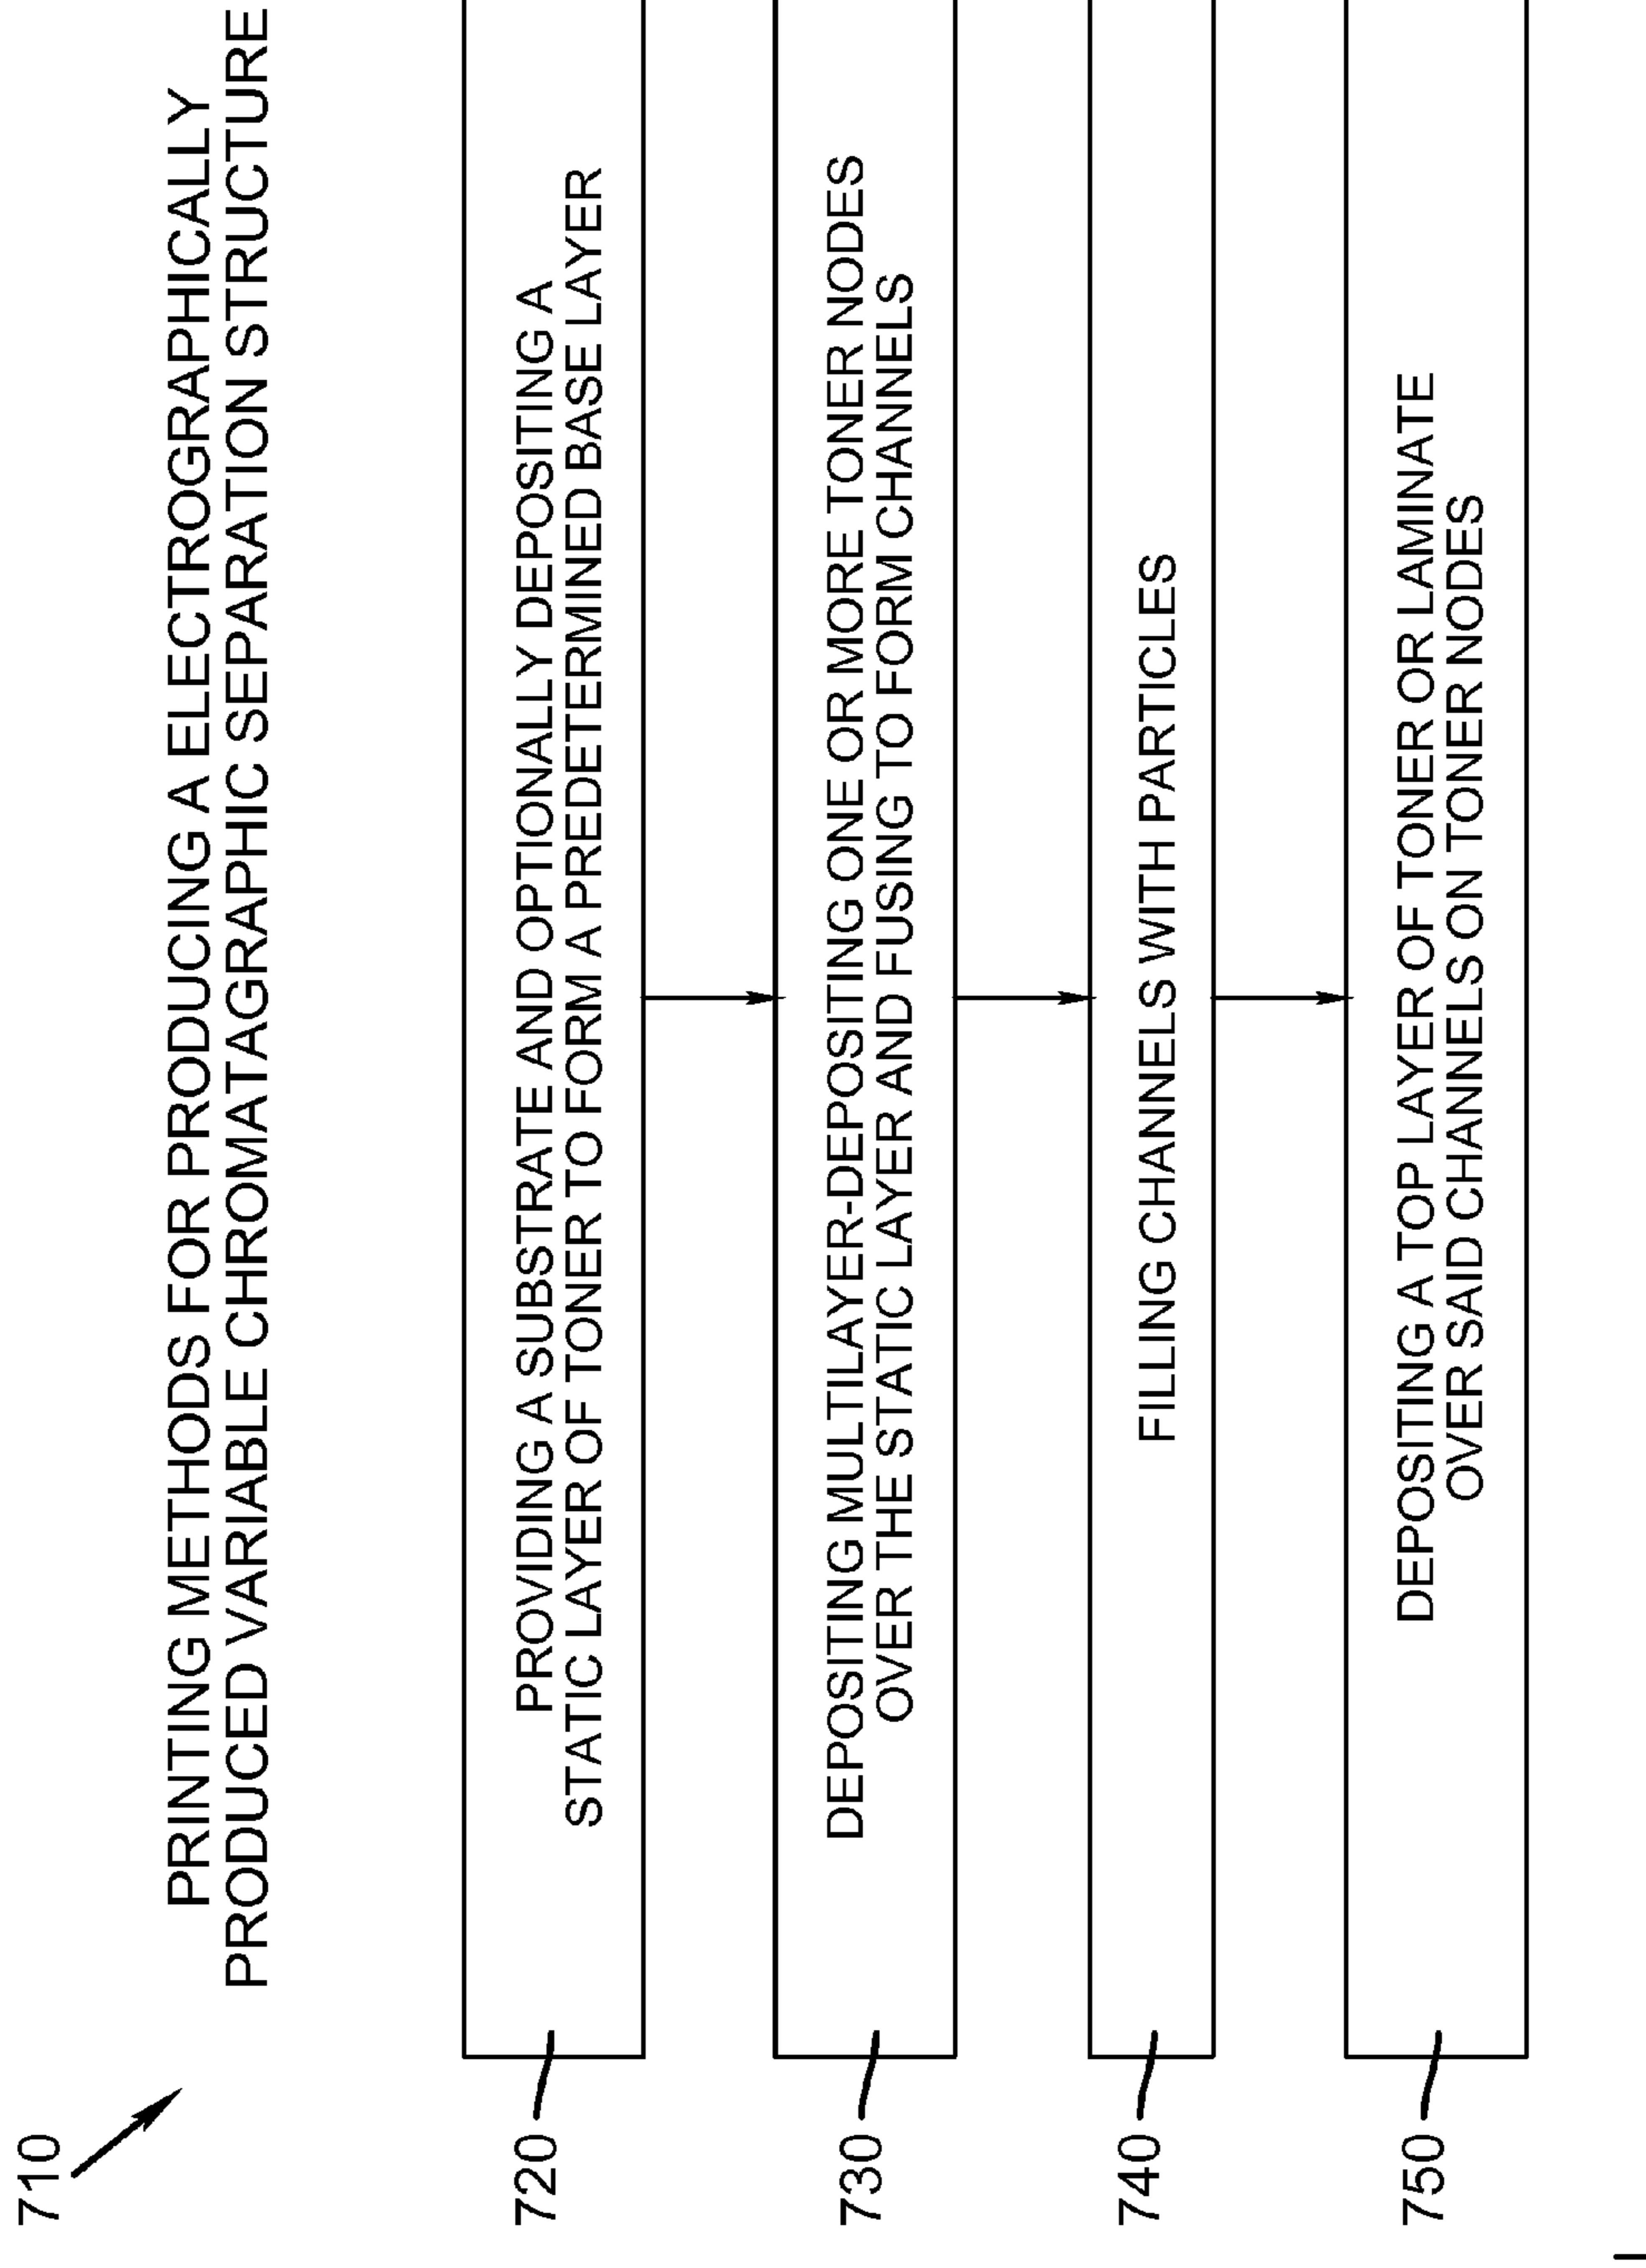 710
PRINTING METHODS FOR PRODUCING A ELECTROGRAPHICALLY
PRODUCED VARIABLE CHROMATAGRAPHIC SEPARATION STRUCTURE
720
PROVIDING A SUBSTRATE AND OPTIONALLY DEPOSITING A
STATIC LAYER OF TONER TO FORM A PREDETERMINED BASE LAYER
730
DEPOSITING MULTILAYER-DEPOSITING ONE OR MORE TONER NODES
OVER THE STATIC LAYER AND FUSING TO FORM CHANNELS
740
FILLING CHANNELS WITH PARTICLES
750
DEPOSITING A TOP LAYER OF TONER OR LAMINATE
OVER SAID CHANNELS ON TONER NODES